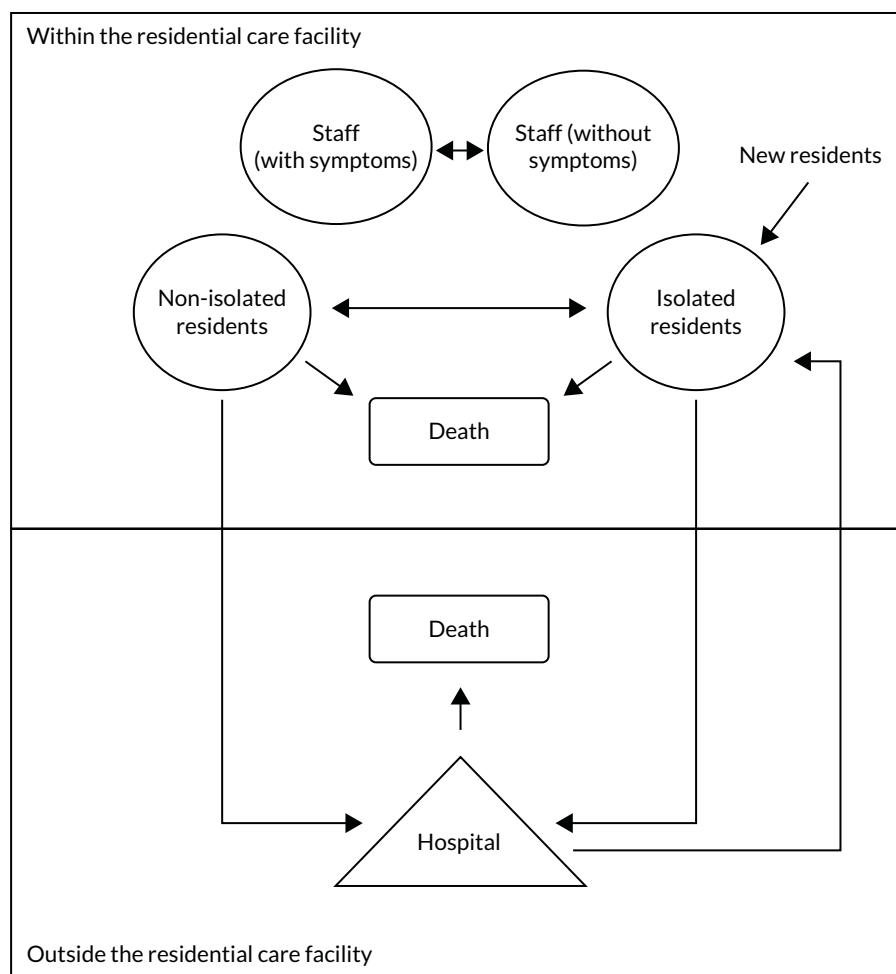 Within the residential care facility
Staff
(with symptoms)
Staff (without
symptoms)
New residents
Non-isolated
residents
Isolated
residents
Death
Death
Hospital
Outside the residential care facility